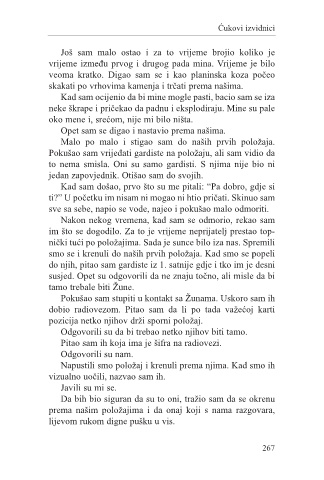 Ćukovi izvidnici
Još sam malo ostao i za to vrijeme brojio koliko je
vrijeme između prvog i drugog pada mina. Vrijeme je bilo
veoma kratko. Digao sam se i kao planinska koza počeo
skakati po vrhovima kamenja i trčati prema našima.
Kad sam ocijenio da bi mine mogle pasti, bacio sam se iza
neke škrape i pričekao da padnu i eksplodiraju. Mine su pale
oko mene i, srećom, nije mi bilo ništa.
Opet sam se digao i nastavio prema našima.
Malo po malo i stigao sam do naših prvih položaja.
Pokušao sam vrijeđati gardiste na položaju, ali sam vidio da
to nema smisla. Oni su samo gardisti. S njima nije bio ni
jedan zapovjednik. Otišao sam do svojih.
Kad sam došao, prvo što su me pitali: “Pa dobro, gdje si
ti?” U početku im nisam ni mogao ni htio pričati. Skinuo sam
sve sa sebe, napio se vode, najeo i pokušao malo odmoriti.
Nakon nekog vremena, kad sam se odmorio, rekao sam
im što se dogodilo. Za to je vrijeme neprijatelj prestao top-
nički tući po položajima. Sada je sunce bilo iza nas. Spremili
smo se i krenuli do naših prvih položaja. Kad smo se popeli
do njih, pitao sam gardiste iz 1. satnije gdje i tko im je desni
susjed. Opet su odgovorili da ne znaju točno, ali misle da bi
tamo trebale biti Žune.
Pokušao sam stupiti u kontakt sa Žunama. Uskoro sam ih
dobio radiovezom. Pitao sam da li po tada važećoj karti
pozicija netko njihov drži sporni položaj.
Odgovorili su da bi trebao netko njihov biti tamo.
Pitao sam ih koja ima je šifra na radiovezi.
Odgovorili su nam.
Napustili smo položaj i krenuli prema njima. Kad smo ih
vizualno uočili, nazvao sam ih.
Javili su mi se.
Da bih bio siguran da su to oni, tražio sam da se okrenu
prema našim položajima i da onaj koji s nama razgovara,
lijevom rukom digne pušku u vis.
267